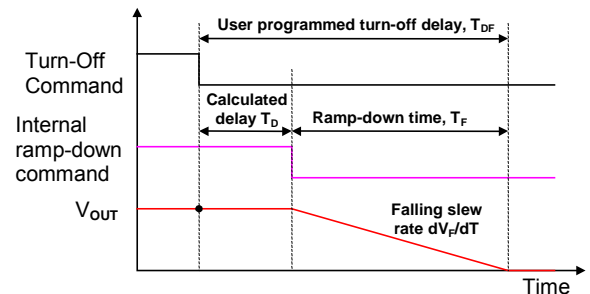 User programmed turn-off delay, TDF
Turn-Off
Command
Calculated
delay TD
Ramp-down time, TF
Internal
ramp-down
command
VOUT
Falling slew
rate dVF/dT
Time